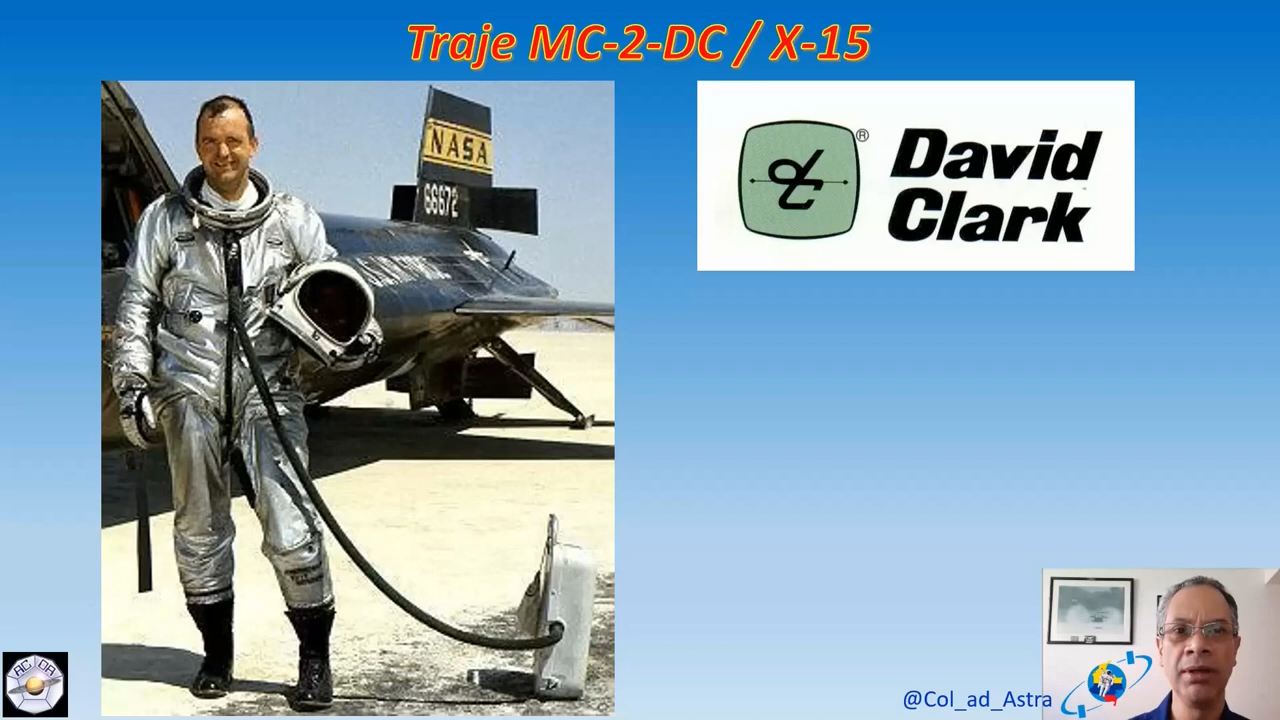 Traje MC-2-DC / X-15
NASA
66672
David
Clark
®
@Col_ad_Astra